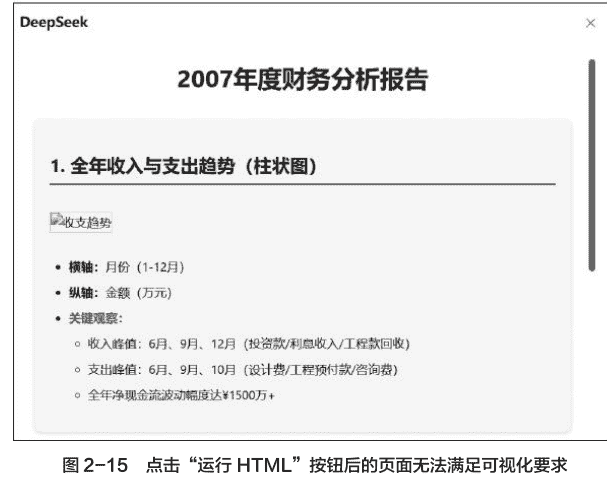 DeepSeek
×
2007年度财务分析报告
1. 全年收入与支出趋势（柱状图）
收支趋势
• 横轴：月份（1-12月）
• 纵轴：金额（万元）
• 关键观察：
○ 收入峰值：6月、9月、12月（投资款/利息收入/工程款回收）
○ 支出峰值：6月、9月、10月（设计费/工程预付款/咨询费）
○ 全年净现金流波动幅度达¥1500万+
图 2-15 点击“运行 HTML”按钮后的页面无法满足可视化要求